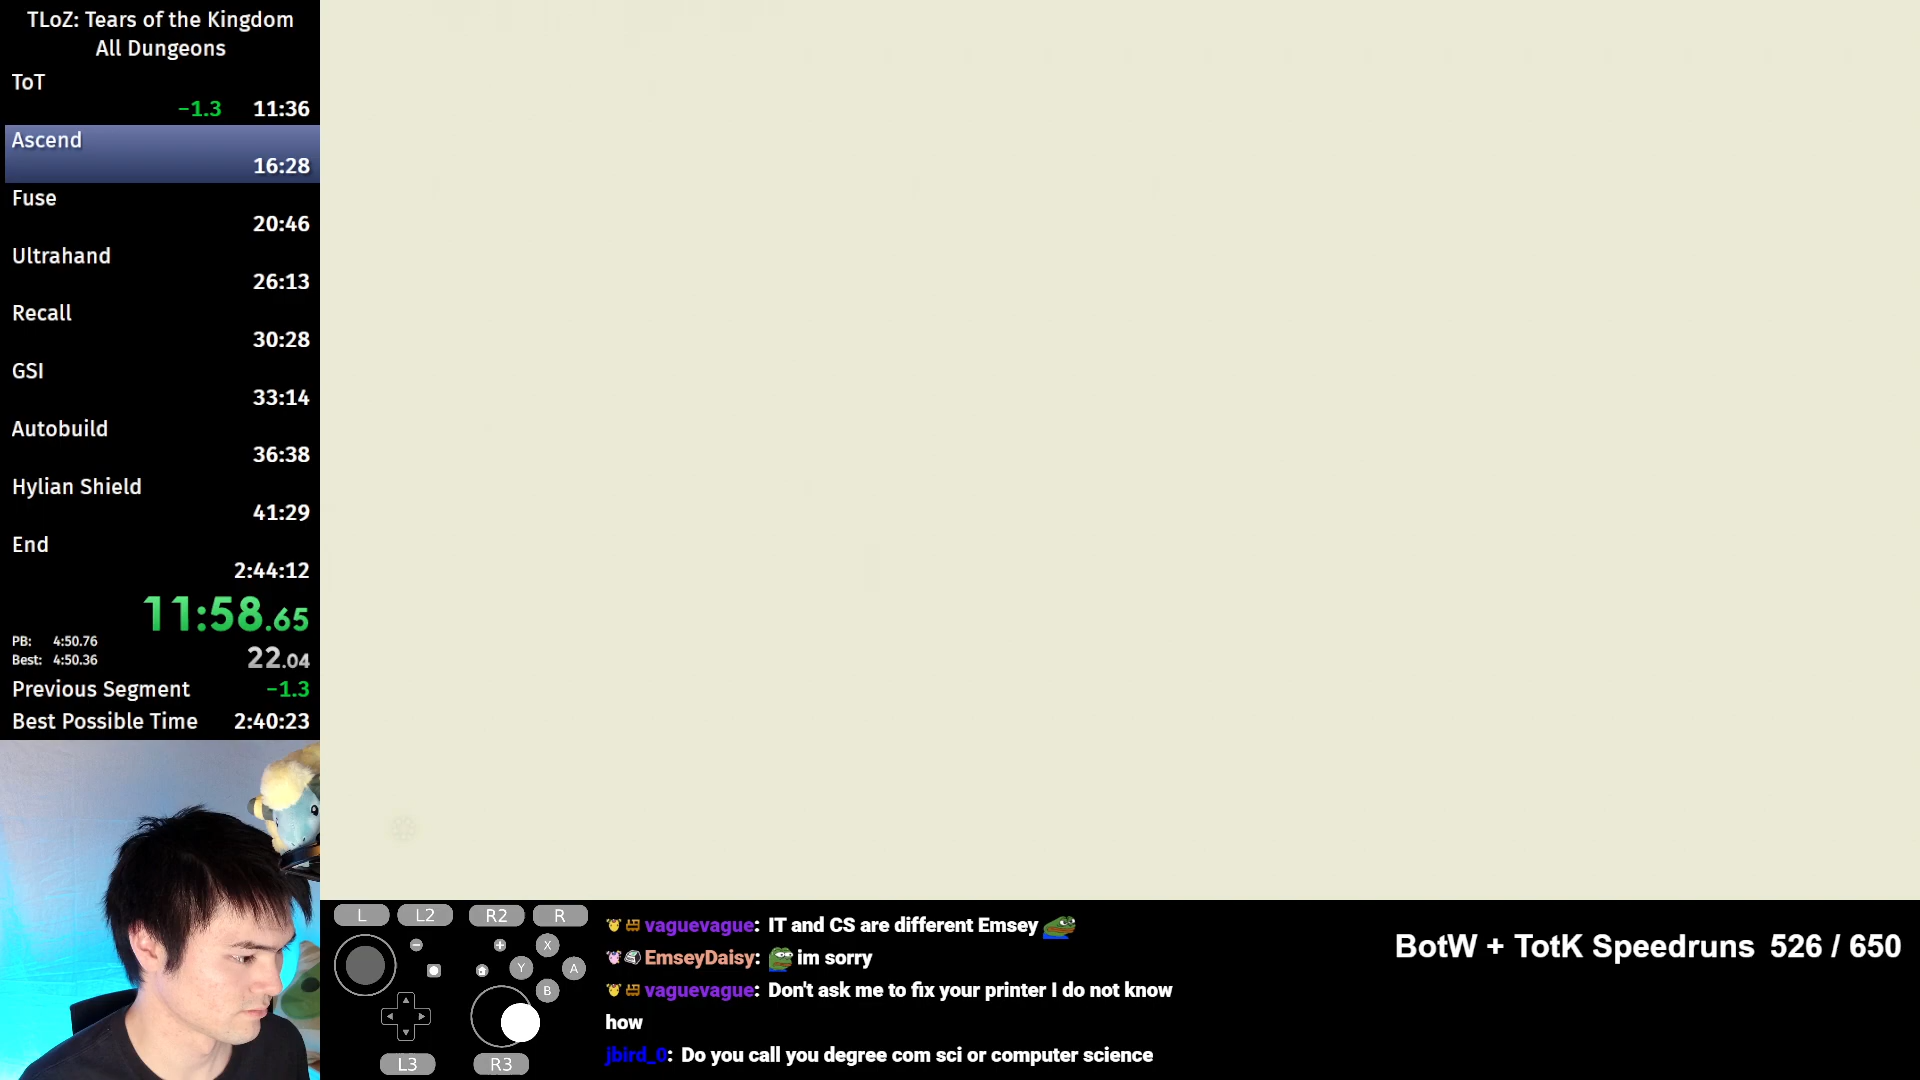 TLoZ: Tears of the Kingdom
All Dungeons
ToT
−1.3 11:36
Ascend
16:28
Fuse
20:46
Ultrahand
26:13
Recall
30:28
GSI
33:14
Autobuild
36:38
Hylian Shield
41:29
End
2:44:12
11:58.65
PB: 4:50.76
Best: 4:50.36
22.04
Previous Segment −1.3
Best Possible Time 2:40:23
L L2 R2 R
X
Y A
B
L3 R3
vaguevague: IT and CS are different Emsey
EmseyDaisy: im sorry
vaguevague: Don't ask me to fix your printer I do not know
how
jbird_0: Do you call you degree com sci or computer science
BotW + TotK Speedruns 526 / 650